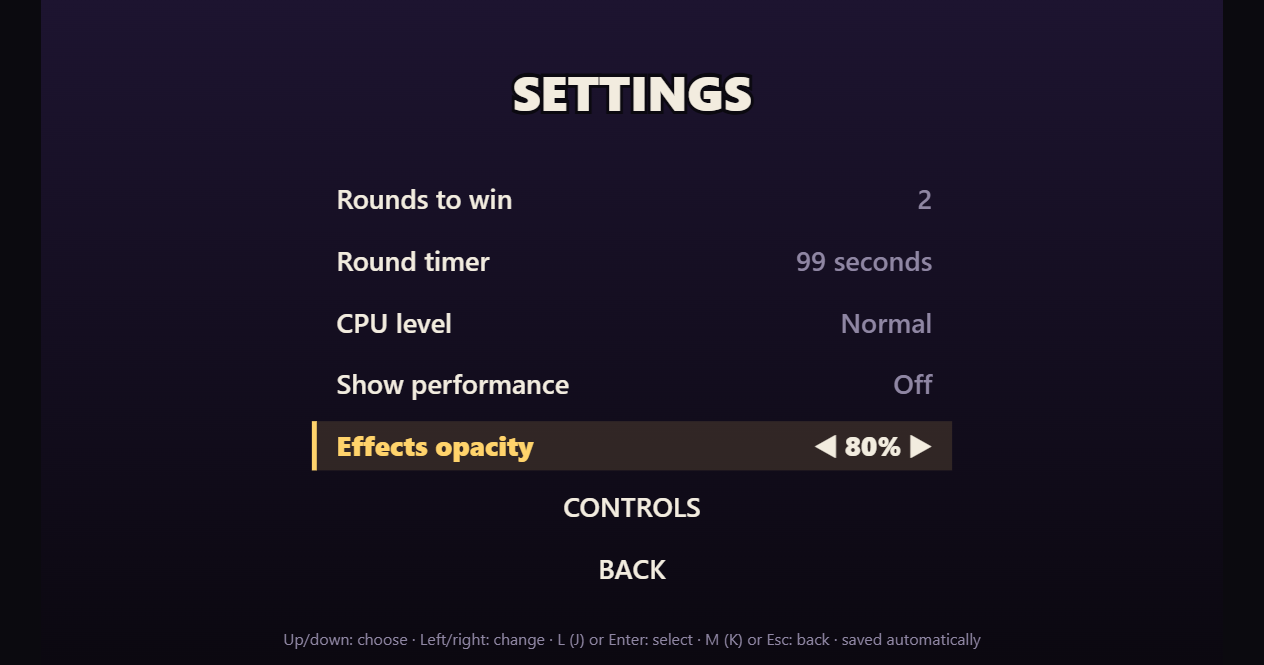 SETTINGS
Rounds to win 2
Round timer 99 seconds
CPU level Normal
Show performance Off
Effects opacity ◀ 80% ▶
CONTROLS
BACK
Up/down: choose · Left/right: change · L (J) or Enter: select · M (K) or Esc: back · saved automatically